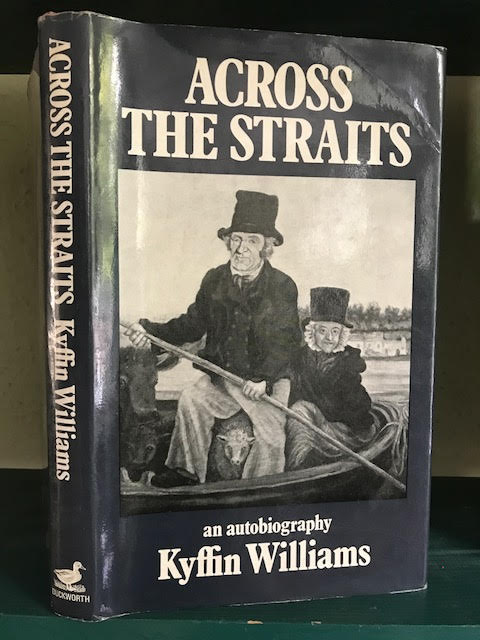 ACROSS
THE STRAITS
an autobiography
Kyffin Williams
ACROSS THE STRAITS Kyffin Williams
DUCKWORTH